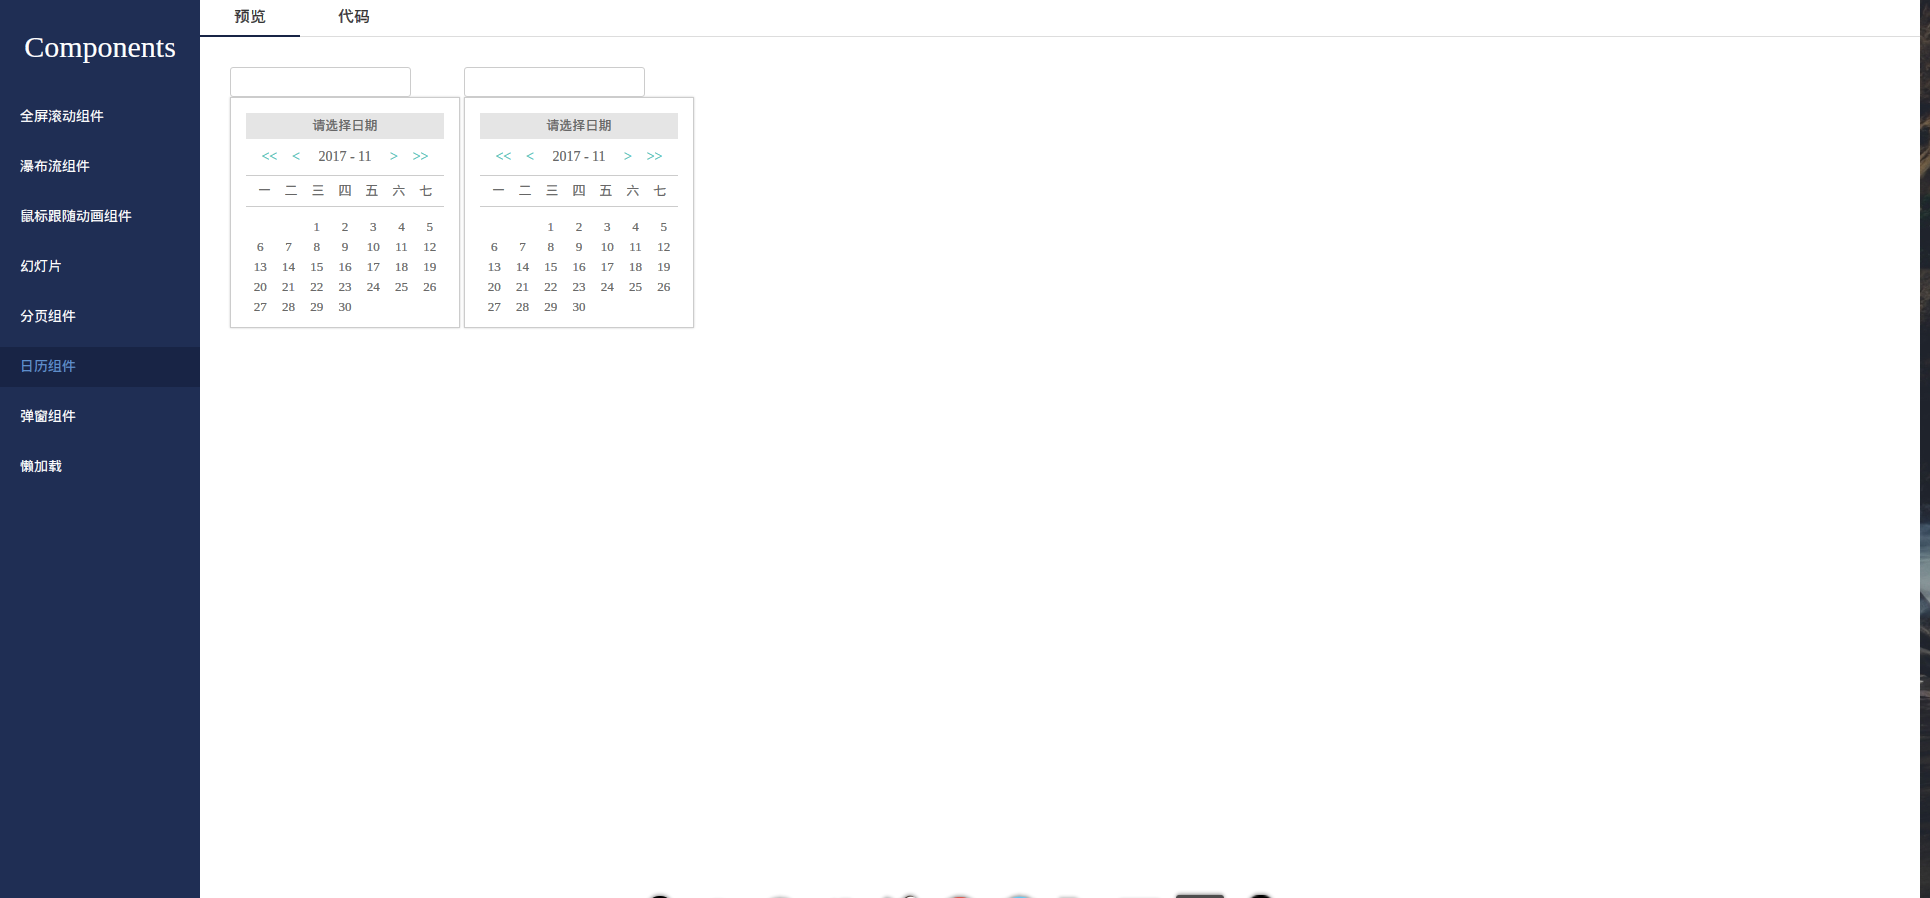 Components
全屏滚动组件
瀑布流组件
鼠标跟随动画组件
幻灯片
分页组件
日历组件
弹窗组件
懒加载
预览 代码
请选择日期
<< < 2017 - 11 > >>
一 二 三 四 五 六 七
1 2 3 4 5
6 7 8 9 10 11 12
13 14 15 16 17 18 19
20 21 22 23 24 25 26
27 28 29 30
请选择日期
<< < 2017 - 11 > >>
一 二 三 四 五 六 七
1 2 3 4 5
6 7 8 9 10 11 12
13 14 15 16 17 18 19
20 21 22 23 24 25 26
27 28 29 30